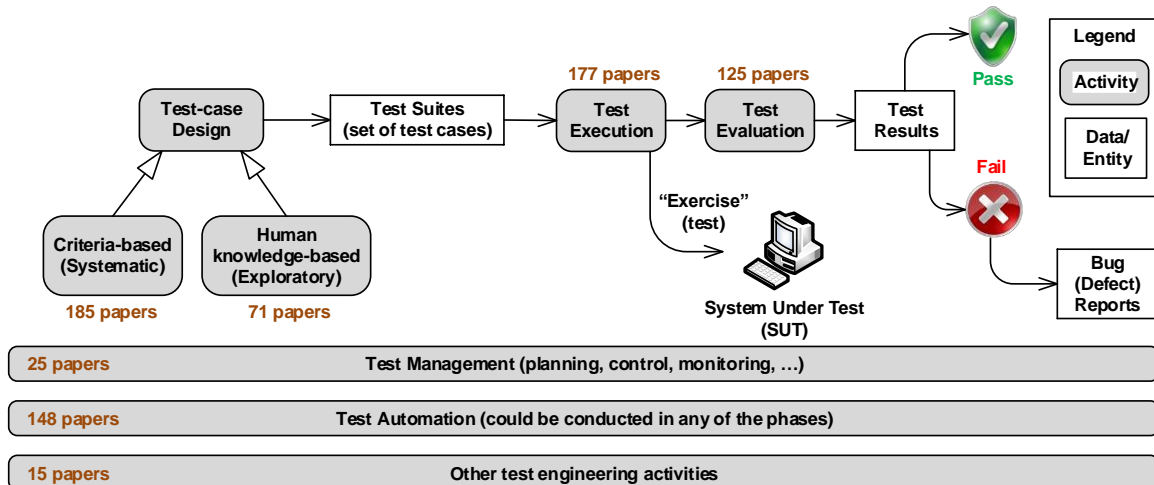 Test-case
Design
Test Suites
(set of test cases)
177 papers
Test
Execution
125 papers
Test
Evaluation
Test
Results
Pass
Fail
Legend
Activity
Data/
Entity
Criteria-based
(Systematic)
185 papers
Human
knowledge-based
(Exploratory)
71 papers
“Exercise”
(test)
System Under Test
(SUT)
Bug
(Defect)
Reports
25 papers
Test Management (planning, control, monitoring, …)
148 papers
Test Automation (could be conducted in any of the phases)
15 papers
Other test engineering activities